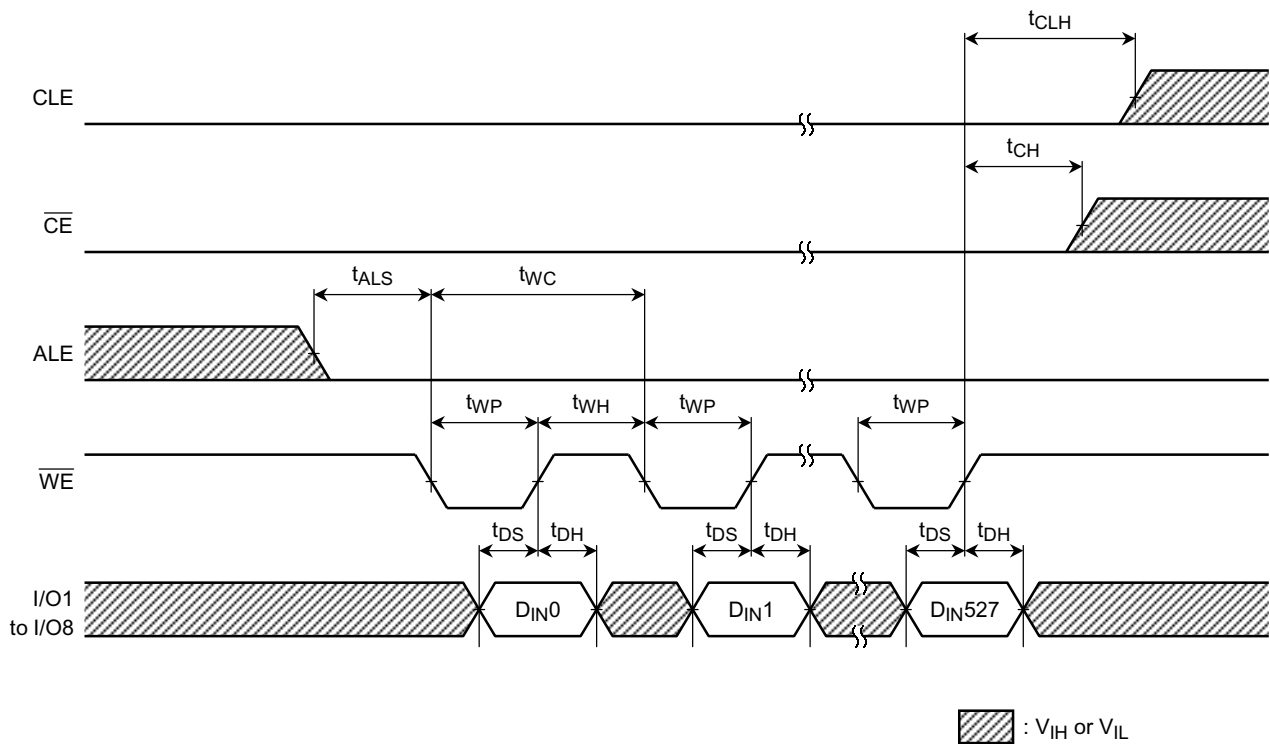 tCLH
CLE
tCH
CE
tALS
tWC
ALE
tWP
tWH
tWP
tWP
WE
tDS
tDH
tDS
tDH
tDS
tDH
I/O1
to I/O8
DIN0
DIN1
DIN527
: VIH or VIL